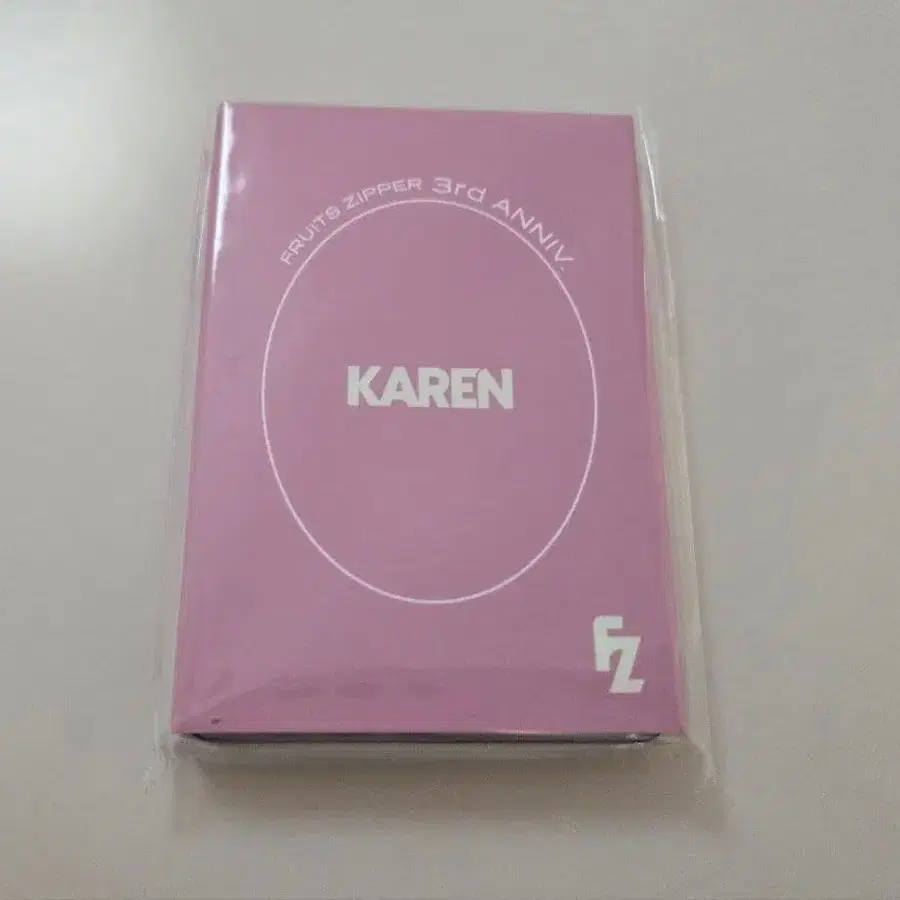 FRUITS ZIPPER 3rd ANNIV.
KAREN
FZ